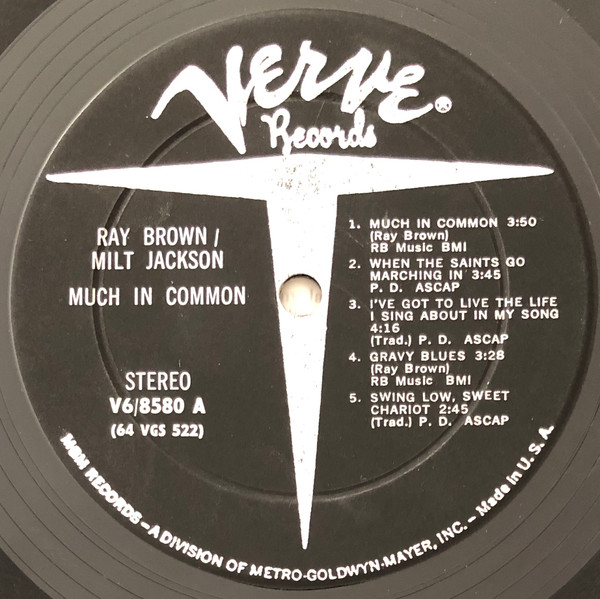 Verve
Records
RAY BROWN /
MILT JACKSON
MUCH IN COMMON
STEREO
V6/8580 A
(64 VGS 522)
1. MUCH IN COMMON 3:50
(Ray Brown)
RB Music BMI
2. WHEN THE SAINTS GO
MARCHING IN 3:45
P. D. ASCAP
3. I'VE GOT TO LIVE THE LIFE
I SING ABOUT IN MY SONG
4:16
(Trad.) P. D. ASCAP
4. GRAVY BLUES 3:28
(Ray Brown)
RB Music BMI
5. SWING LOW, SWEET
CHARIOT 2:45
(Trad.) P. D. ASCAP
MGM RECORDS – A DIVISION OF METRO-GOLDWYN-MAYER, INC. – Made in U. S. A.